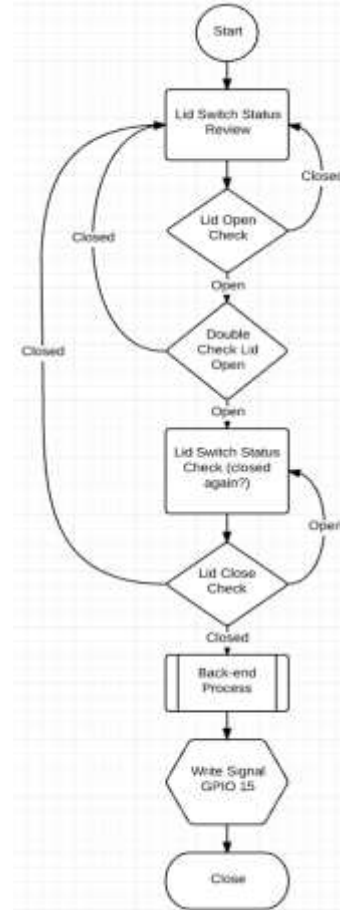 Start
Lid Switch Status
Review
Closed
Lid Open
Check
Closed
Open
Double
Check Lid
Open
Closed
Open
Lid Switch Status
Check (closed
again?)
Open
Lid Close
Check
Closed
Back-end
Process
Write Signal
GPIO 15
Close